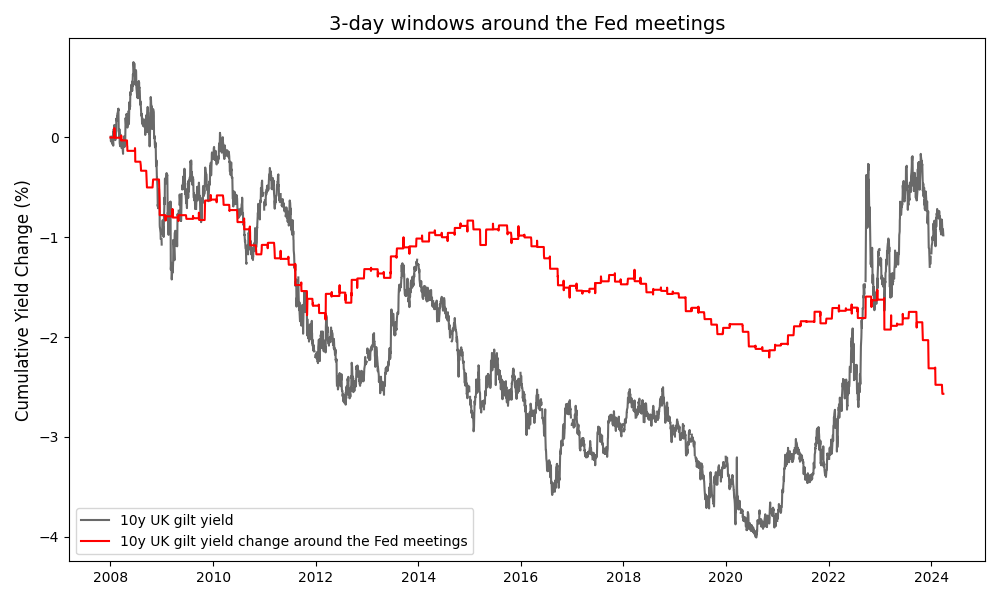 3-day windows around the Fed meetings
Cumulative Yield Change (%)
0
−1
−2
−3
−4
10y UK gilt yield
10y UK gilt yield change around the Fed meetings
2008 2010 2012 2014 2016 2018 2020 2022 2024